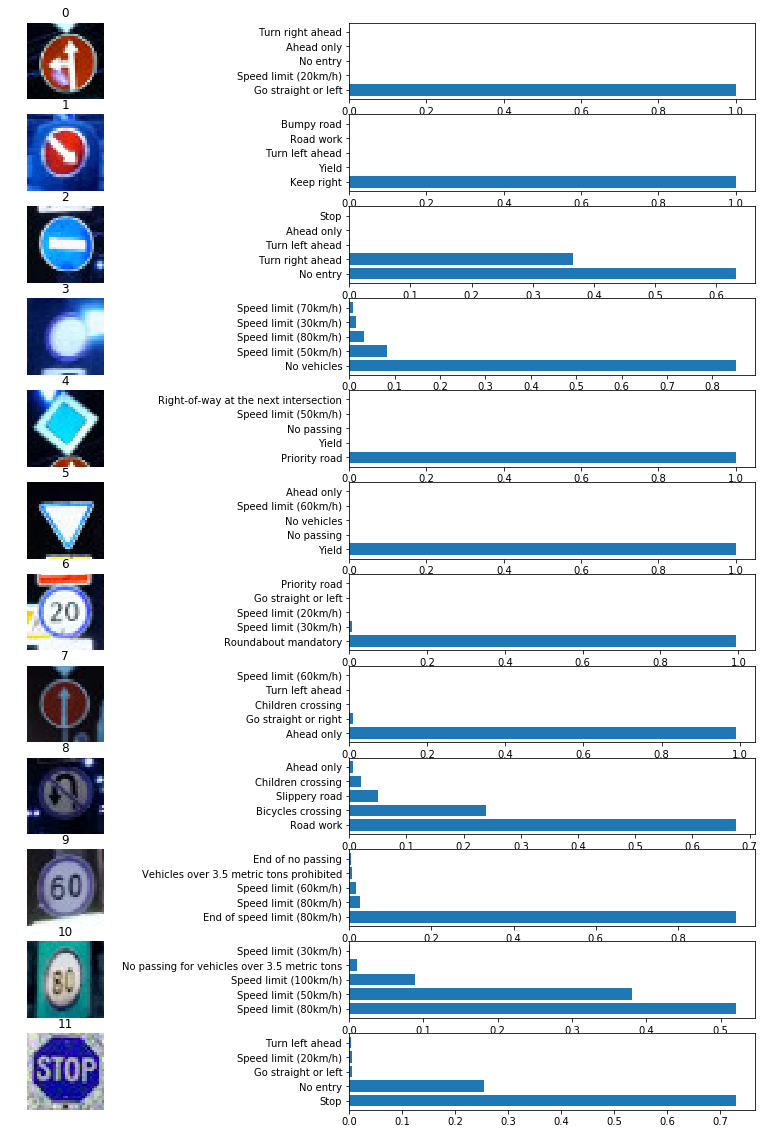 0
Turn right ahead
Ahead only
No entry
Speed limit (20km/h)
Go straight or left
0.0 0.2 0.4 0.6 0.8 1.0
1
Bumpy road
Road work
Turn left ahead
Yield
Keep right
0.0 0.2 0.4 0.6 0.8 1.0
2
Stop
Ahead only
Turn left ahead
Turn right ahead
No entry
0.0 0.1 0.2 0.3 0.4 0.5 0.6
3
Speed limit (70km/h)
Speed limit (30km/h)
Speed limit (80km/h)
Speed limit (50km/h)
No vehicles
0.0 0.1 0.2 0.3 0.4 0.5 0.6 0.7 0.8
4
Right-of-way at the next intersection
Speed limit (50km/h)
No passing
Yield
Priority road
0.0 0.2 0.4 0.6 0.8 1.0
5
Ahead only
Speed limit (60km/h)
No vehicles
No passing
Yield
0.0 0.2 0.4 0.6 0.8 1.0
6
20
Priority road
Go straight or left
Speed limit (20km/h)
Speed limit (30km/h)
Roundabout mandatory
0.0 0.2 0.4 0.6 0.8 1.0
7
Speed limit (60km/h)
Turn left ahead
Children crossing
Go straight or right
Ahead only
0.0 0.2 0.4 0.6 0.8 1.0
8
Ahead only
Children crossing
Slippery road
Bicycles crossing
Road work
0.0 0.1 0.2 0.3 0.4 0.5 0.6 0.7
9
60
End of no passing
Vehicles over 3.5 metric tons prohibited
Speed limit (60km/h)
Speed limit (80km/h)
End of speed limit (80km/h)
0.0 0.2 0.4 0.6 0.8
10
Speed limit (30km/h)
No passing for vehicles over 3.5 metric tons
Speed limit (100km/h)
Speed limit (50km/h)
Speed limit (80km/h)
0.0 0.1 0.2 0.3 0.4 0.5
11
STOP
Turn left ahead
Speed limit (20km/h)
Go straight or left
No entry
Stop
0.0 0.1 0.2 0.3 0.4 0.5 0.6 0.7